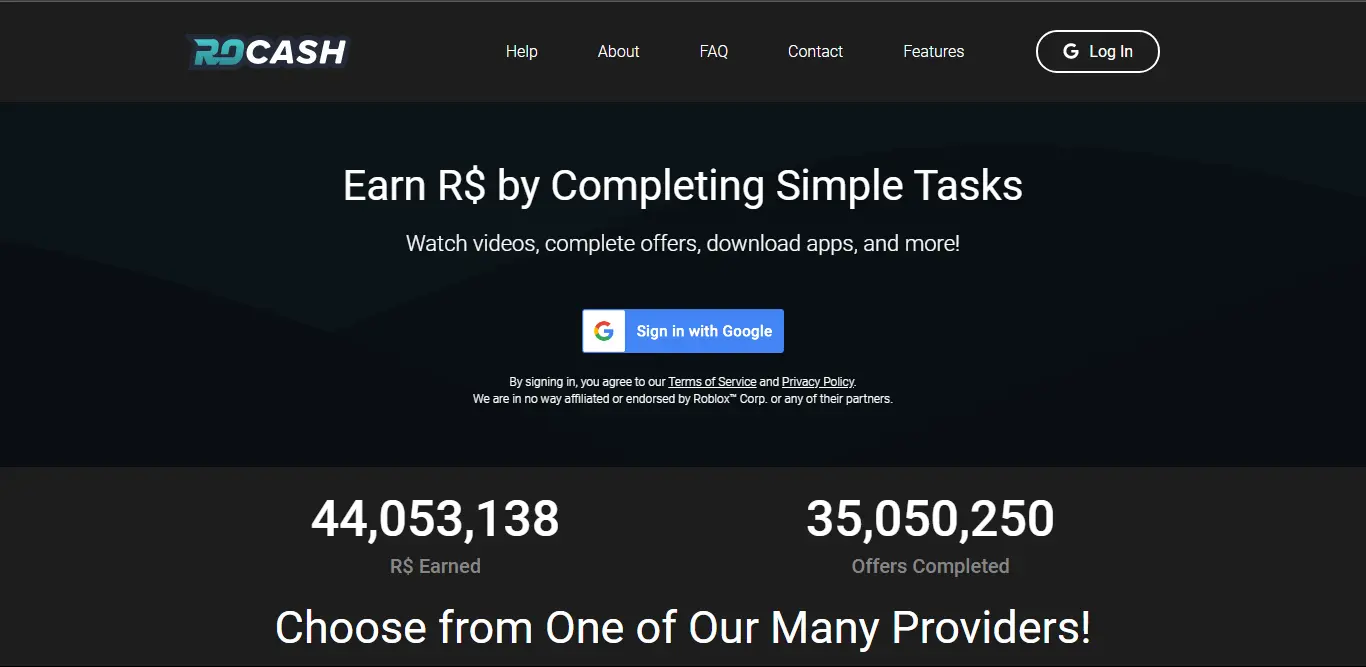 ROCASH
Help
About
FAQ
Contact
Features
Log In
Earn R$ by Completing Simple Tasks
Watch videos, complete offers, download apps, and more!
Sign in with Google
By signing in, you agree to our Terms of Service and Privacy Policy.
We are in no way affiliated or endorsed by Roblox™ Corp. or any of their partners.
44,053,138
R$ Earned
35,050,250
Offers Completed
Choose from One of Our Many Providers!